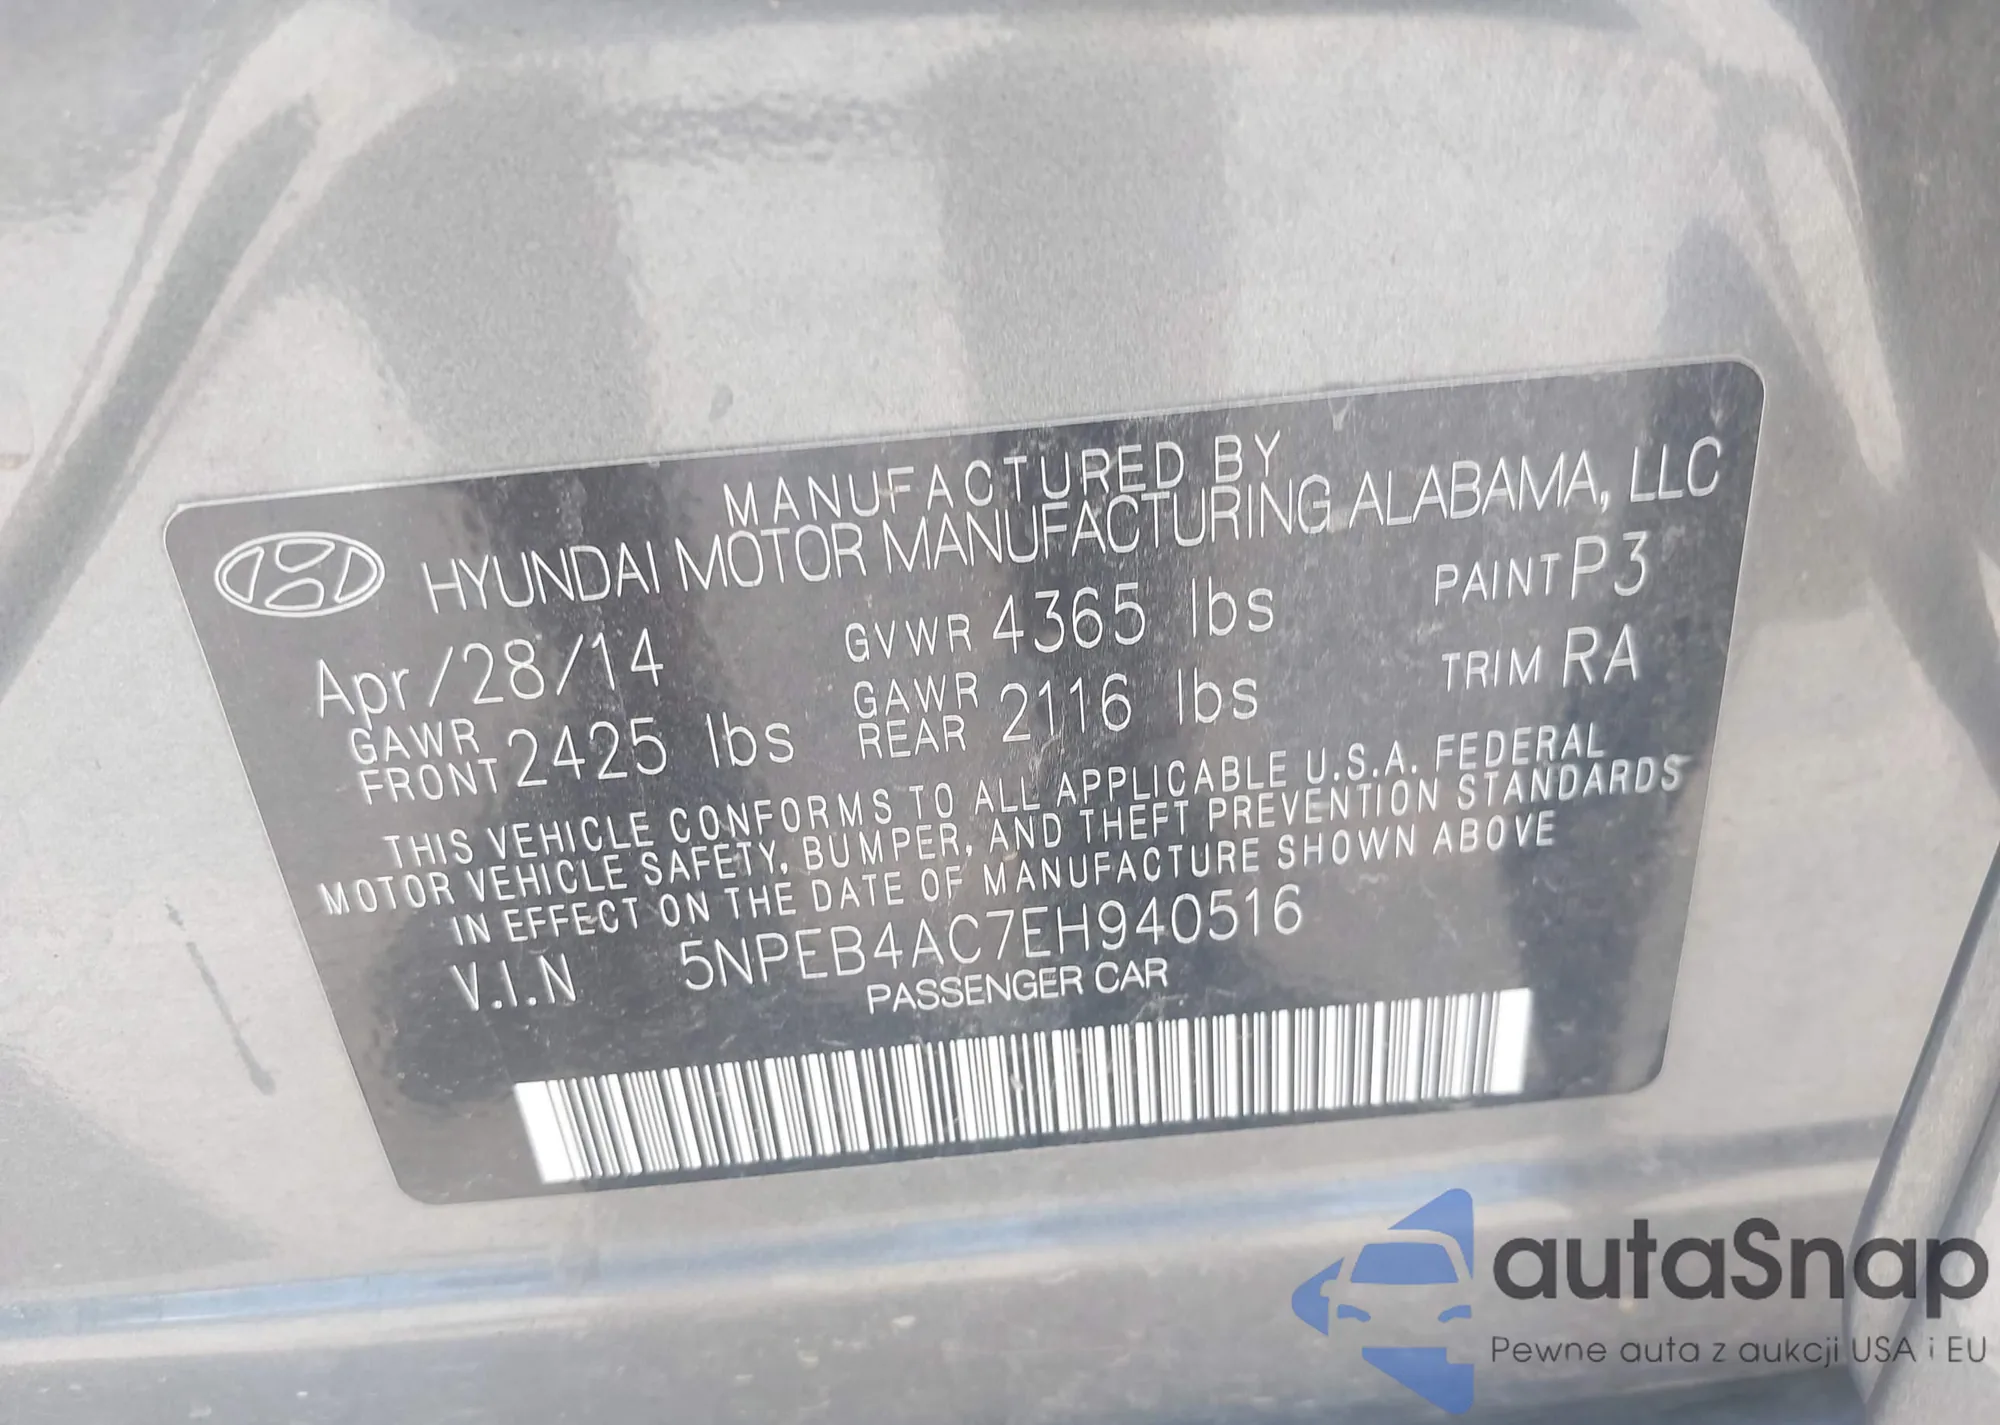 MANUFACTURED BY
HYUNDAI MOTOR MANUFACTURING ALABAMA, LLC
Apr/28/14 GVWR 4365 lbs PAINT P3
GAWR FRONT 2425 lbs GAWR REAR 2116 lbs TRIM RA
THIS VEHICLE CONFORMS TO ALL APPLICABLE U.S.A. FEDERAL
MOTOR VEHICLE SAFETY, BUMPER, AND THEFT PREVENTION STANDARDS
IN EFFECT ON THE DATE OF MANUFACTURE SHOWN ABOVE
V.I.N 5NPEB4AC7EH940516
PASSENGER CAR
autaSnap
Pewne auta z aukcji USA i EU